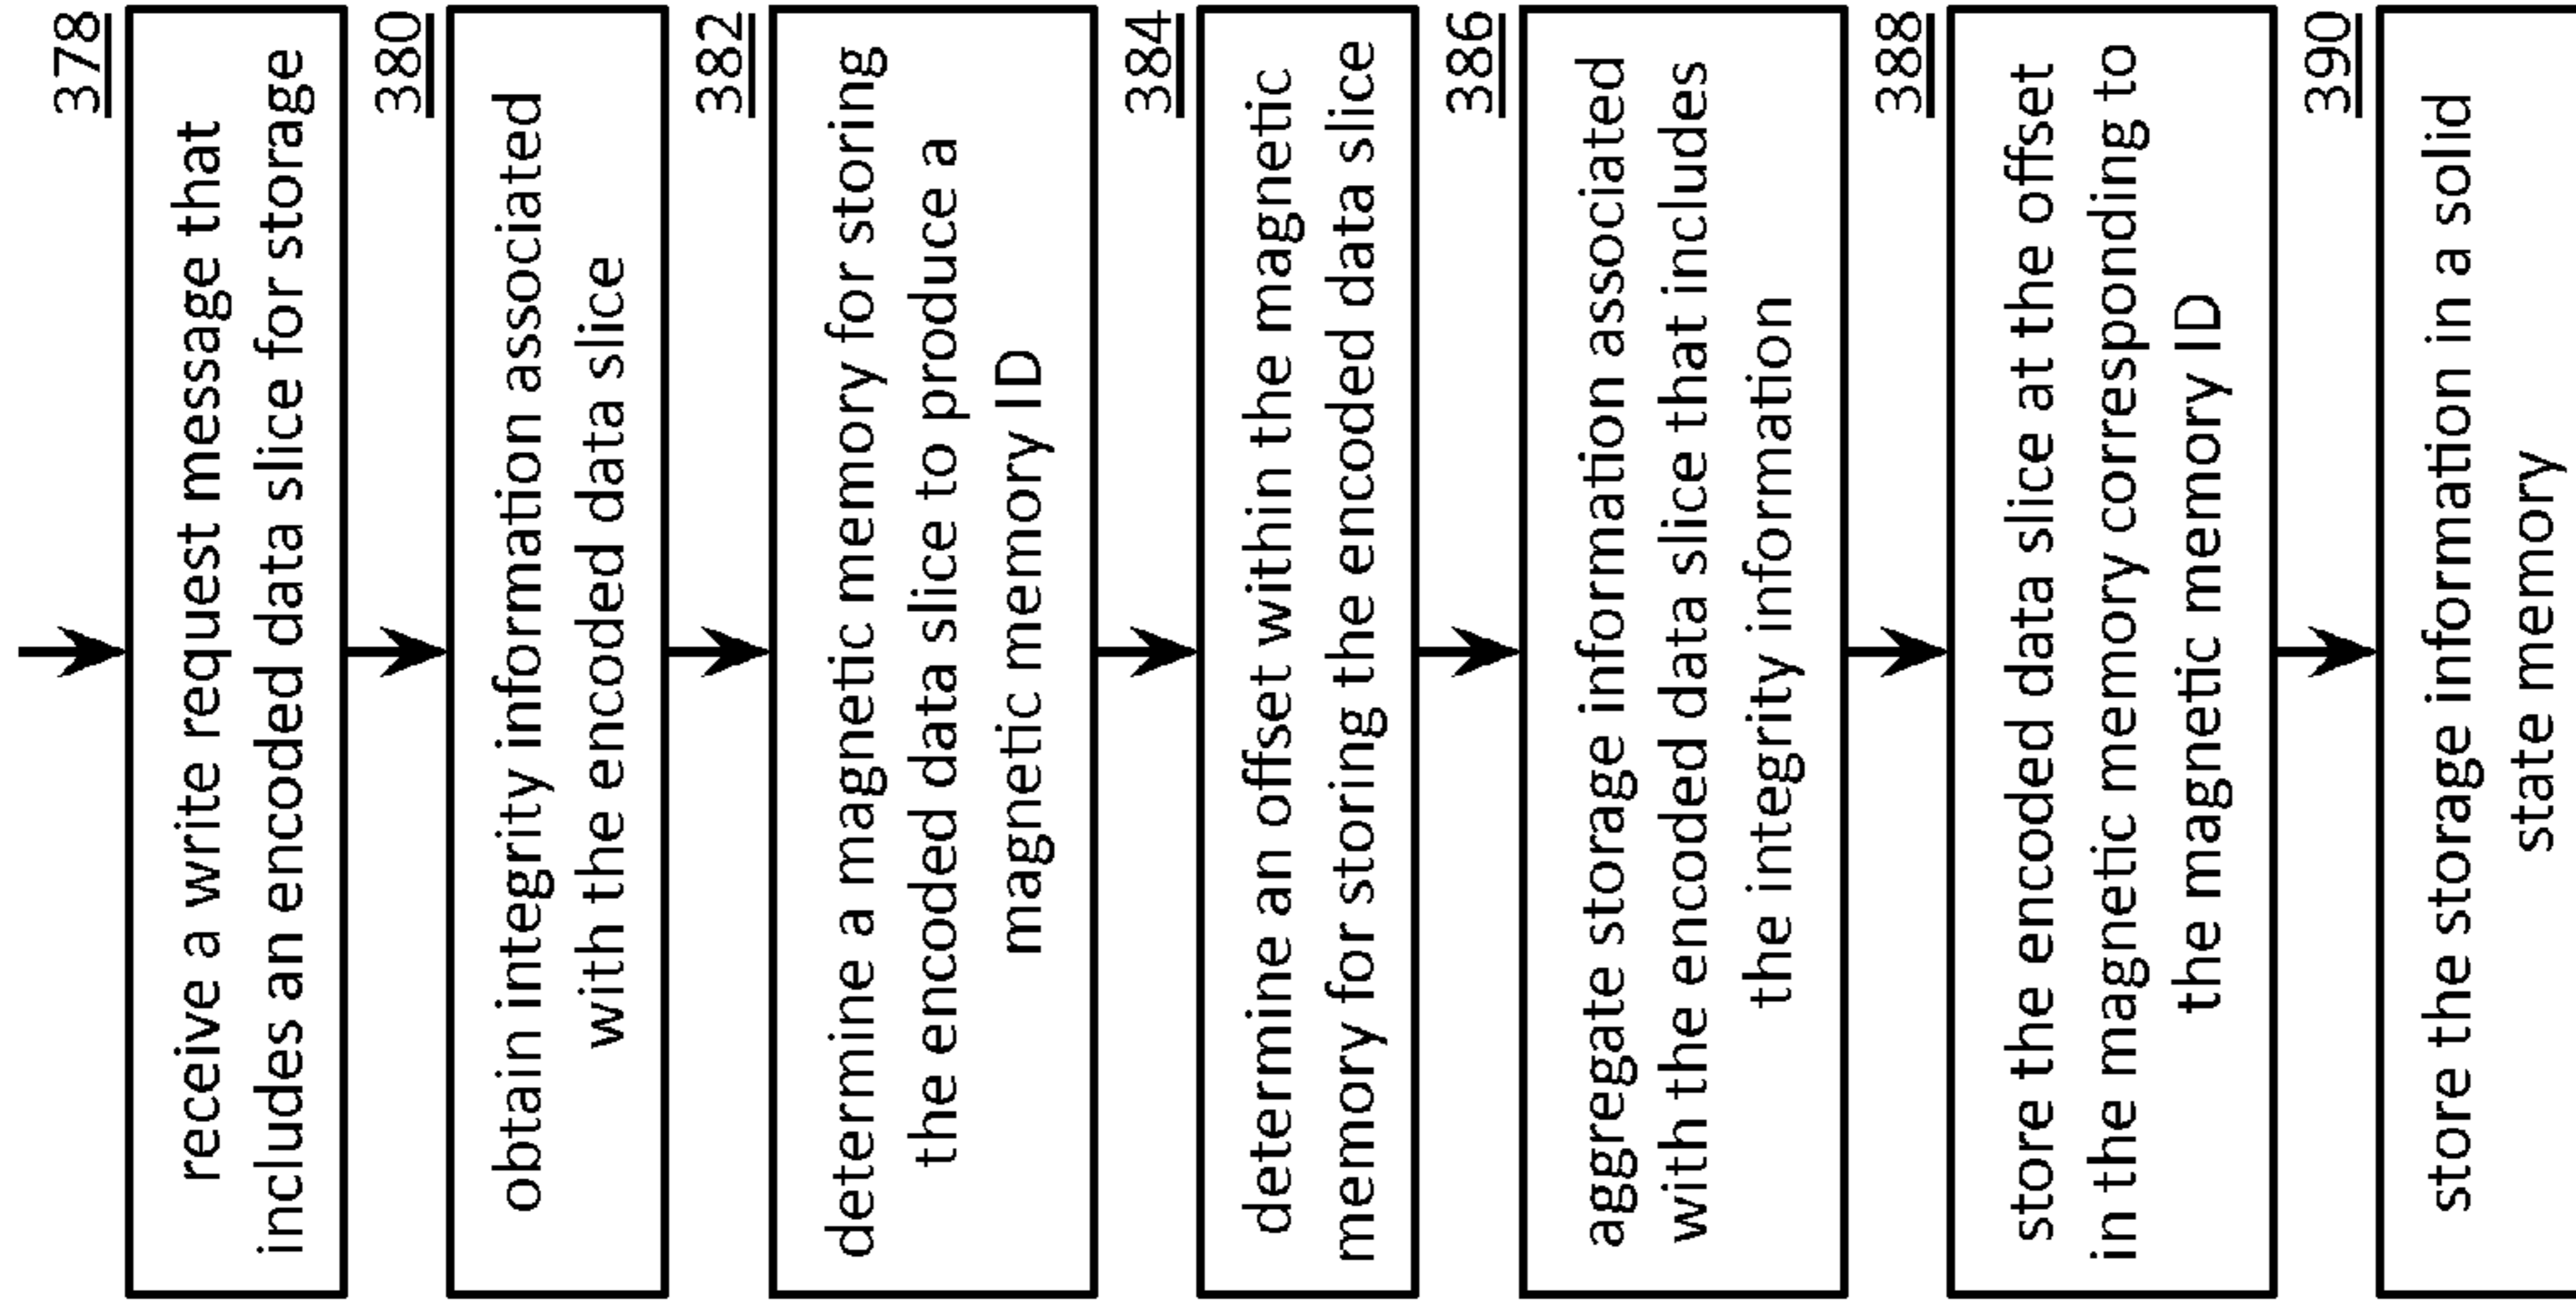 378
receive a write request message that
includes an encoded data slice for storage
380
obtain integrity information associated
with the encoded data slice
382
determine a magnetic memory for storing
the encoded data slice to produce a
magnetic memory ID
384
determine an offset within the magnetic
memory for storing the encoded data slice
386
aggregate storage information associated
with the encoded data slice that includes
the integrity information
388
store the encoded data slice at the offset
in the magnetic memory corresponding to
the magnetic memory ID
390
store the storage information in a solid
state memory